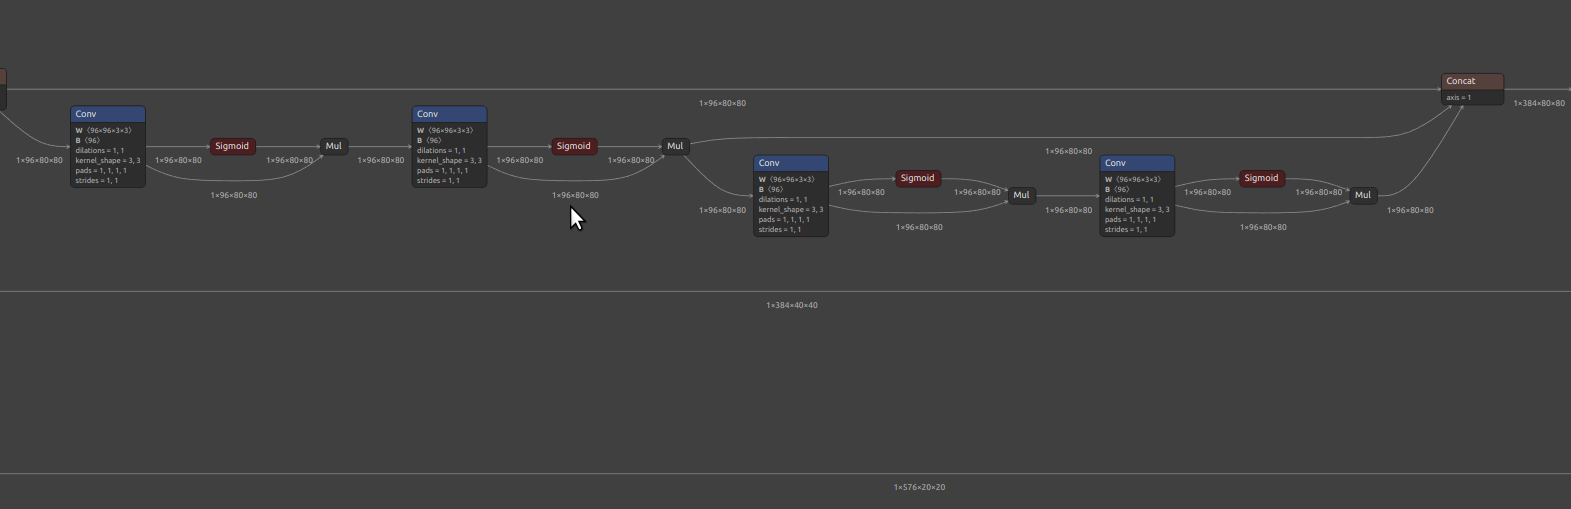 Concat
axis = 1
1×384×80×80
1×96×80×80
Conv
W ⟨96×96×3×3⟩
B ⟨96⟩
dilations = 1, 1
kernel_shape = 3, 3
pads = 1, 1, 1, 1
strides = 1, 1
1×96×80×80
1×96×80×80
Sigmoid
1×96×80×80
Mul
1×96×80×80
1×96×80×80
Conv
W ⟨96×96×3×3⟩
B ⟨96⟩
dilations = 1, 1
kernel_shape = 3, 3
pads = 1, 1, 1, 1
strides = 1, 1
1×96×80×80
Sigmoid
1×96×80×80
Mul
1×96×80×80
1×96×80×80
1×96×80×80
Conv
W ⟨96×96×3×3⟩
B ⟨96⟩
dilations = 1, 1
kernel_shape = 3, 3
pads = 1, 1, 1, 1
strides = 1, 1
1×96×80×80
Sigmoid
1×96×80×80
Mul
1×96×80×80
1×96×80×80
Conv
W ⟨96×96×3×3⟩
B ⟨96⟩
dilations = 1, 1
kernel_shape = 3, 3
pads = 1, 1, 1, 1
strides = 1, 1
1×96×80×80
Sigmoid
1×96×80×80
Mul
1×96×80×80
1×96×80×80
1×384×40×40
1×576×20×20